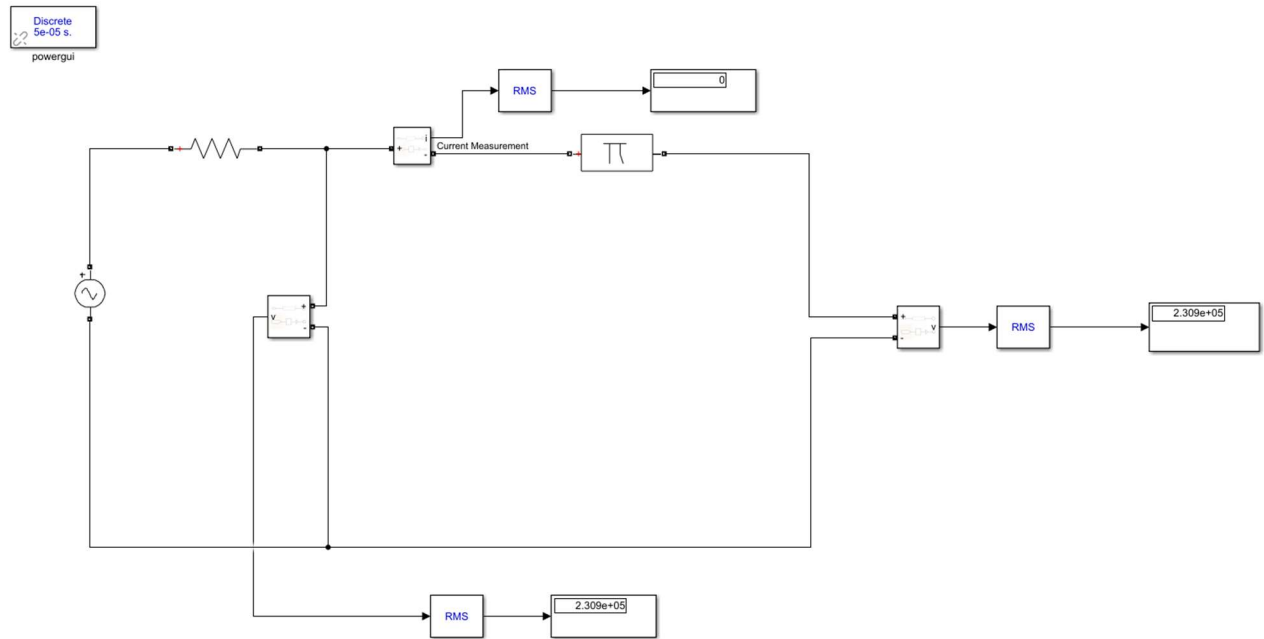 Discrete
5e-05 s.
powergui
RMS
0
i
+
-
Current Measurement
+
+
v
+
-
+
-
v
RMS
2.309e+05
RMS
2.309e+05